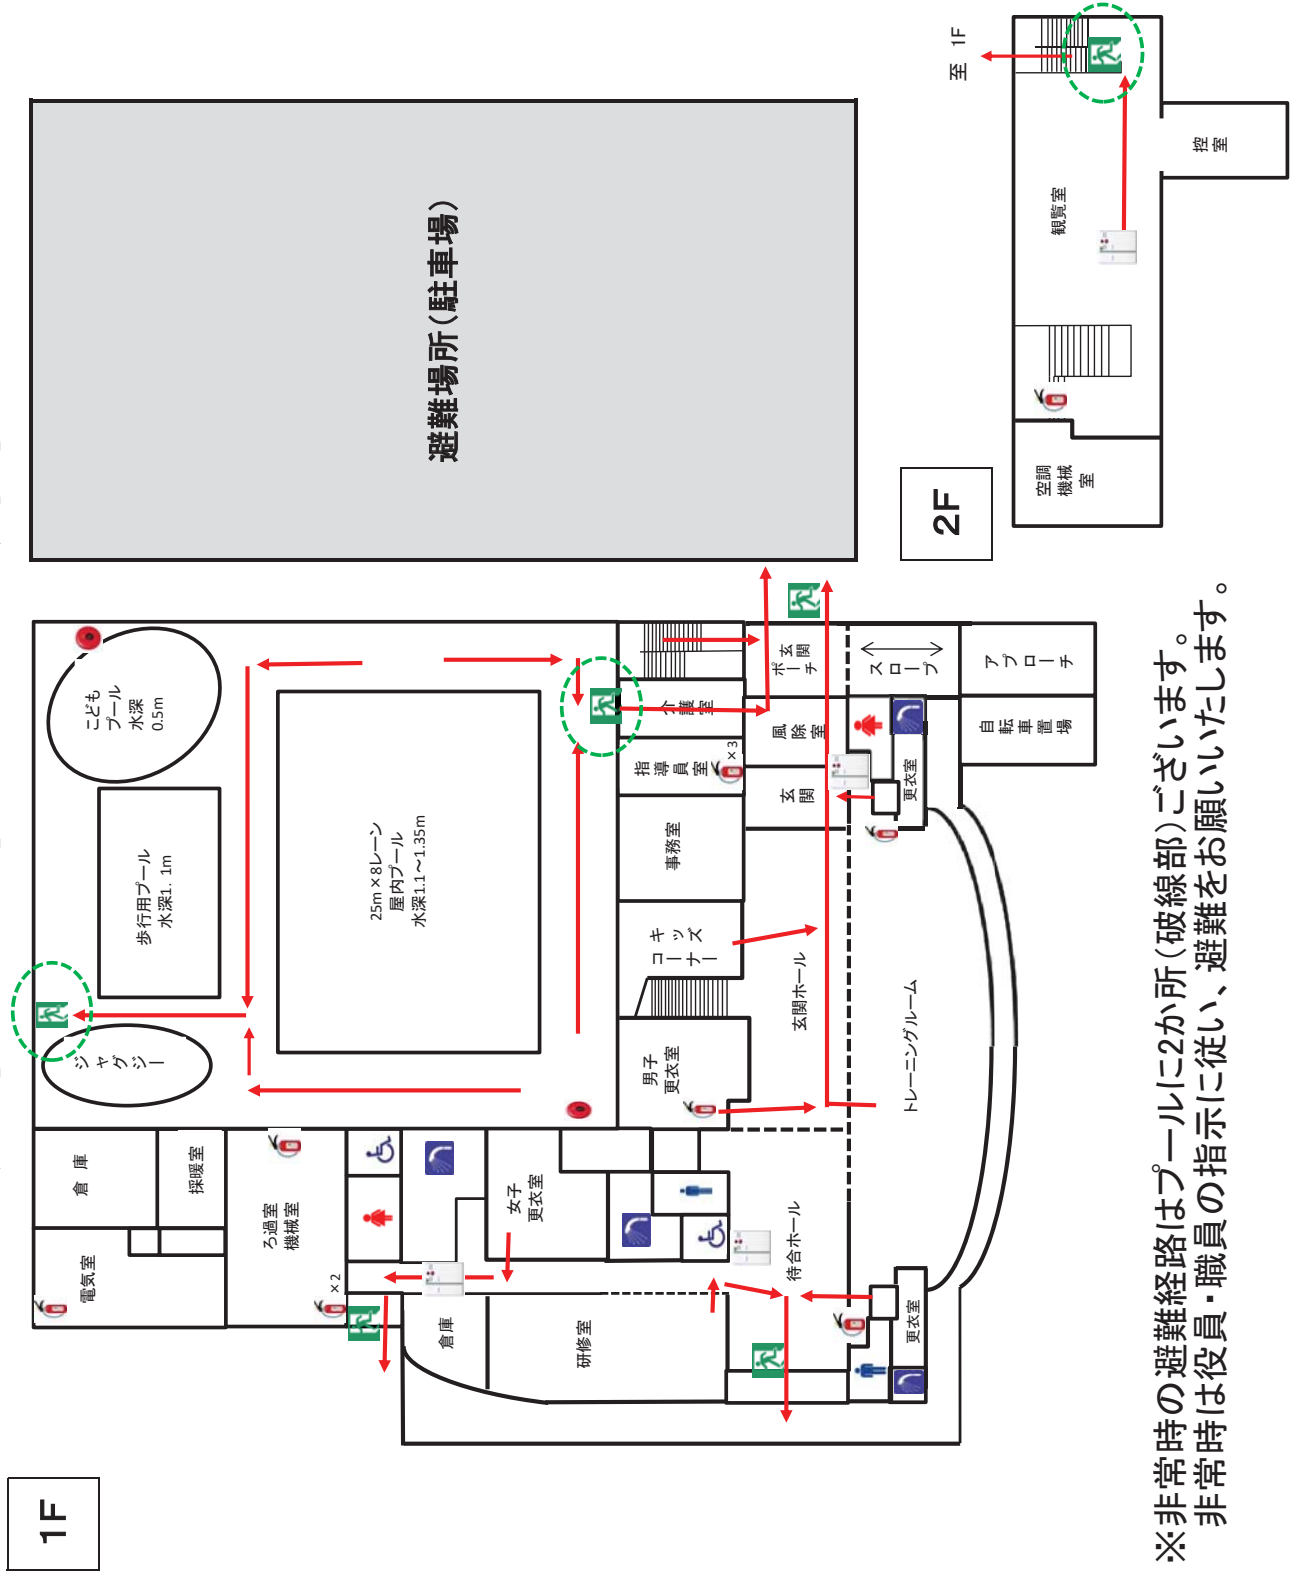 1F
電気室
倉 庫
採暖室
ろ過室
機械室
×2
ジャグジー
歩行用プール
水深1. 1m
こども
プール
水深
0.5m
25m×8レーン
屋内プール
水深1.1～1.35m
避難場所(駐車場)
倉庫
女子
更衣室
研修室
男子
更衣室
キッズ
コーナー
事務室
指導員室
×3
介護室
待合ホール
玄関ホール
玄関
風除室
玄関
ポーチ
スロープ
更衣室
トレーニングルーム
更衣室
自転車置場
アプローチ
2F
空調
機械
室
観覧室
控
室
至 1F
※非常時の避難経路はプールに2か所(破線部)ございます。
非常時は役員・職員の指示に従い、避難をお願いいたします。